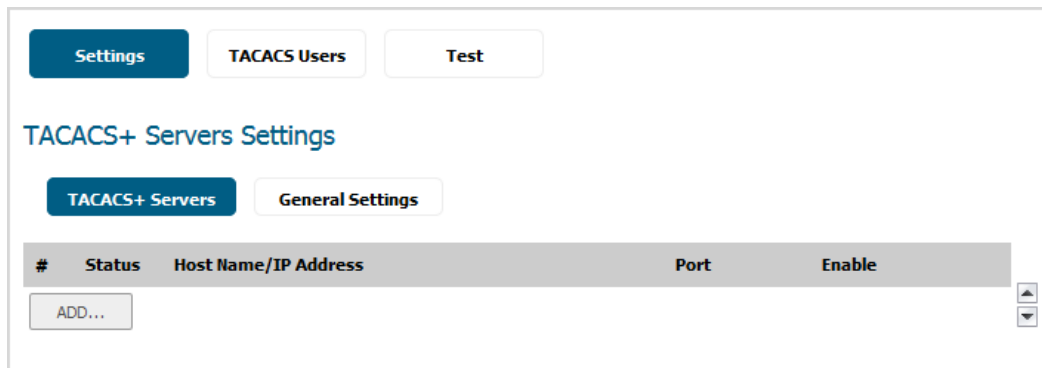 Settings TACACS Users Test
TACACS+ Servers Settings
TACACS+ Servers General Settings
# Status Host Name/IP Address Port Enable
ADD...